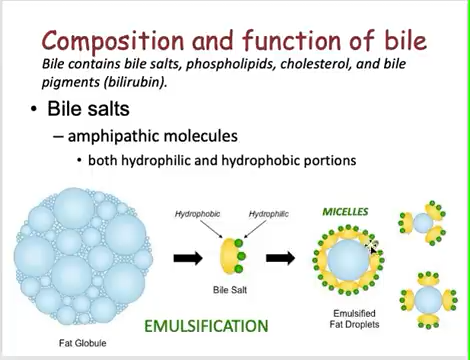 Composition and function of bile
Bile contains bile salts, phospholipids, cholesterol, and bile
pigments (bilirubin).
• Bile salts
– amphipathic molecules
• both hydrophilic and hydrophobic portions
Hydrophobic Hydrophilic
MICELLES
Bile Salt
Emulsified
Fat Droplets
EMULSIFICATION
Fat Globule